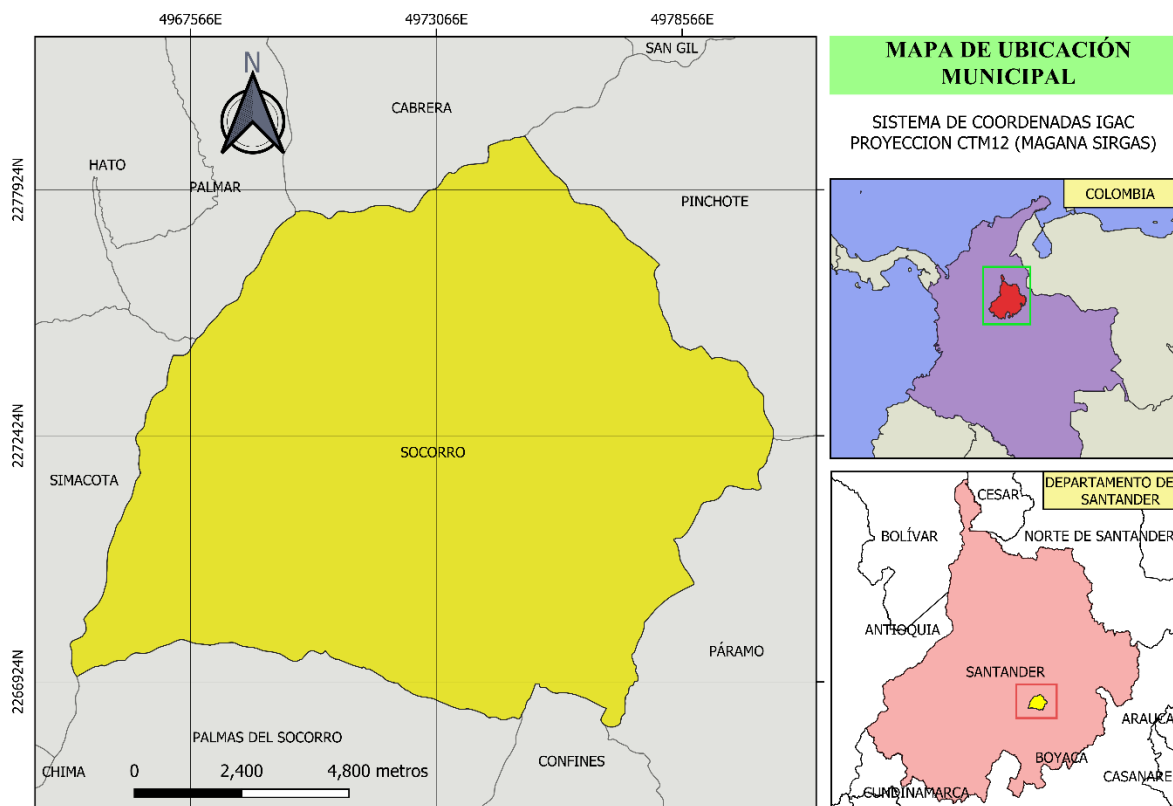 4967566E
4973066E
4978566E
N
SAN GIL
CABRERA
HATO
PALMAR
PINCHOTE
2277924N
2272424N
SOCORRO
SIMACOTA
2266924N
PÁRAMO
PALMAS DEL SOCORRO
CONFINES
CHIMA
0 2,400 4,800 metros
MAPA DE UBICACIÓN
MUNICIPAL
SISTEMA DE COORDENADAS IGAC
PROYECCION CTM12 (MAGANA SIRGAS)
COLOMBIA
DEPARTAMENTO DE
SANTANDER
CESAR
BOLÍVAR
NORTE DE SANTANDER
ANTIOQUIA
SANTANDER
ARAUCA
BOYACA
CASANARE
CUNDINAMARCA